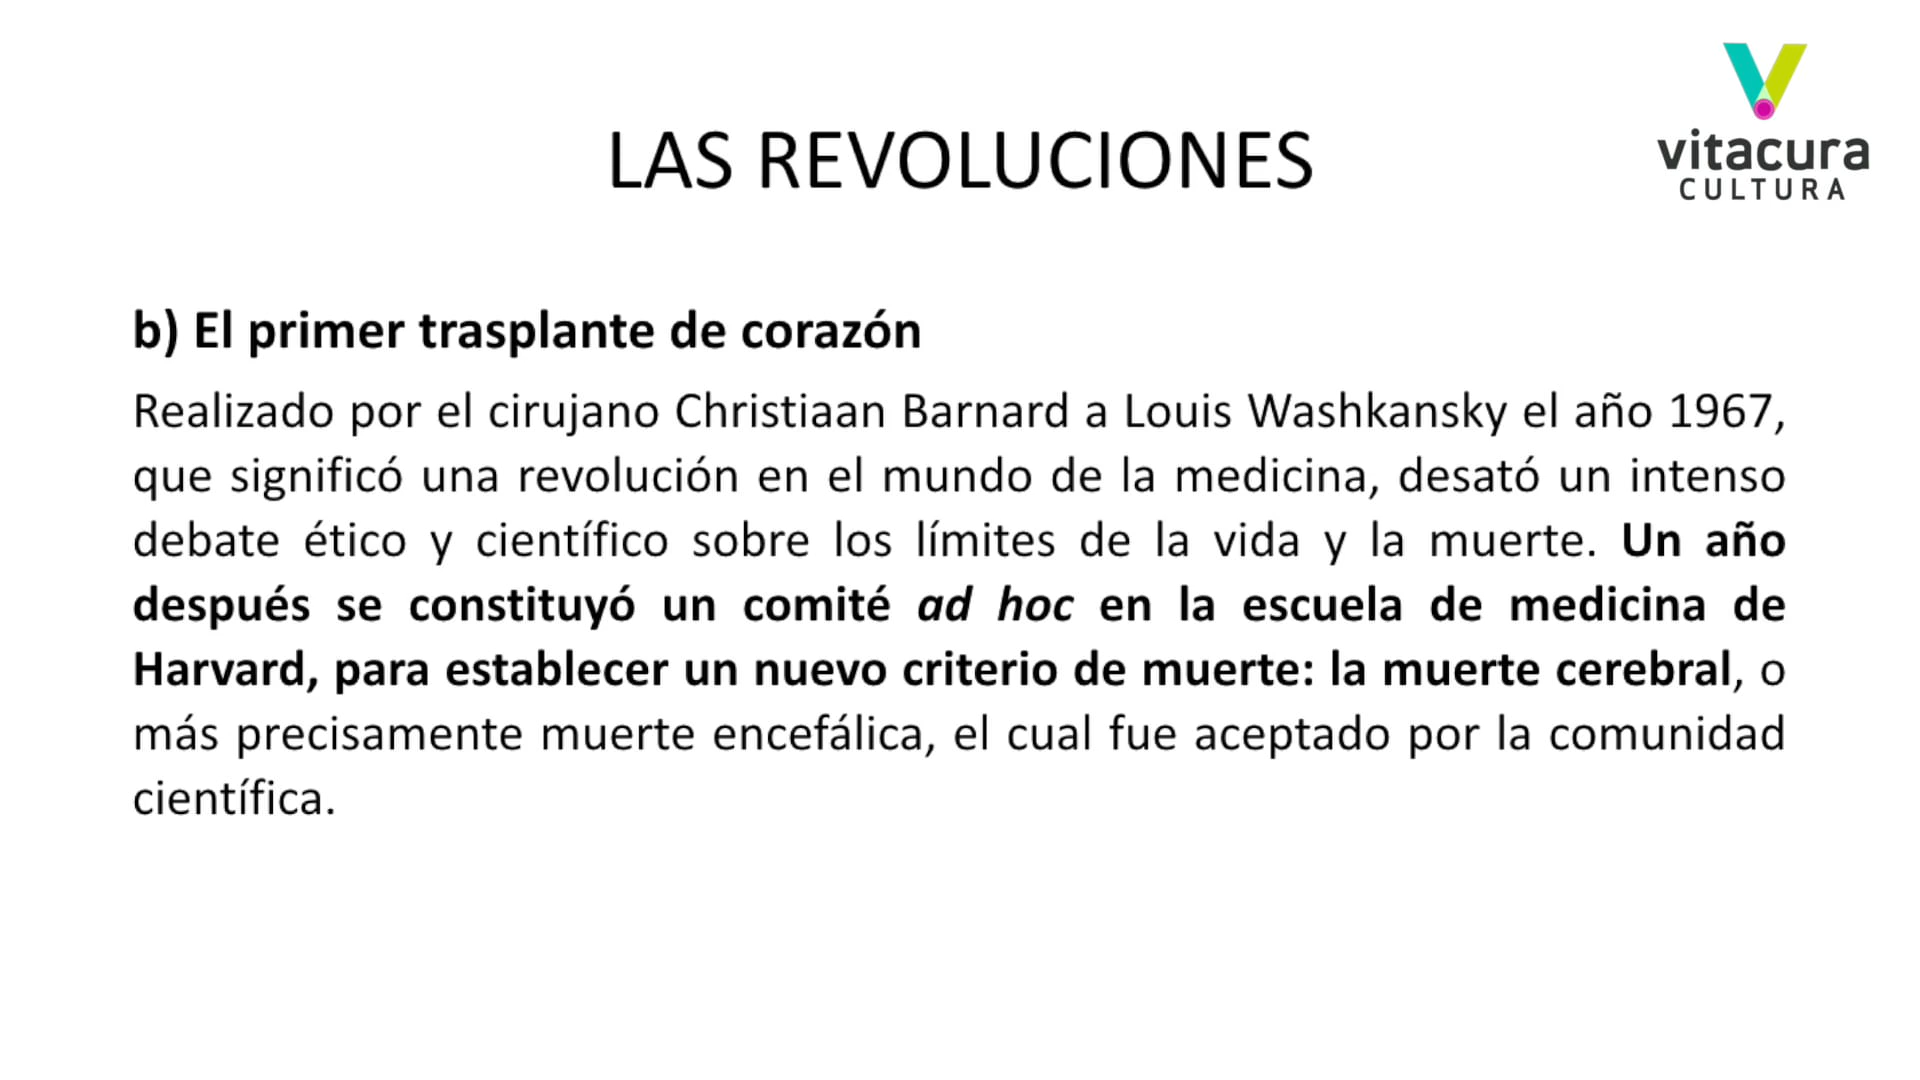 vitacura
CULTURA
LAS REVOLUCIONES
b) El primer trasplante de corazón
Realizado por el cirujano Christiaan Barnard a Louis Washkansky el año 1967,
que significó una revolución en el mundo de la medicina, desató un intenso
debate ético y científico sobre los límites de la vida y la muerte. Un año
después se constituyó un comité ad hoc en la escuela de medicina de
Harvard, para establecer un nuevo criterio de muerte: la muerte cerebral, o
más precisamente muerte encefálica, el cual fue aceptado por la comunidad
científica.